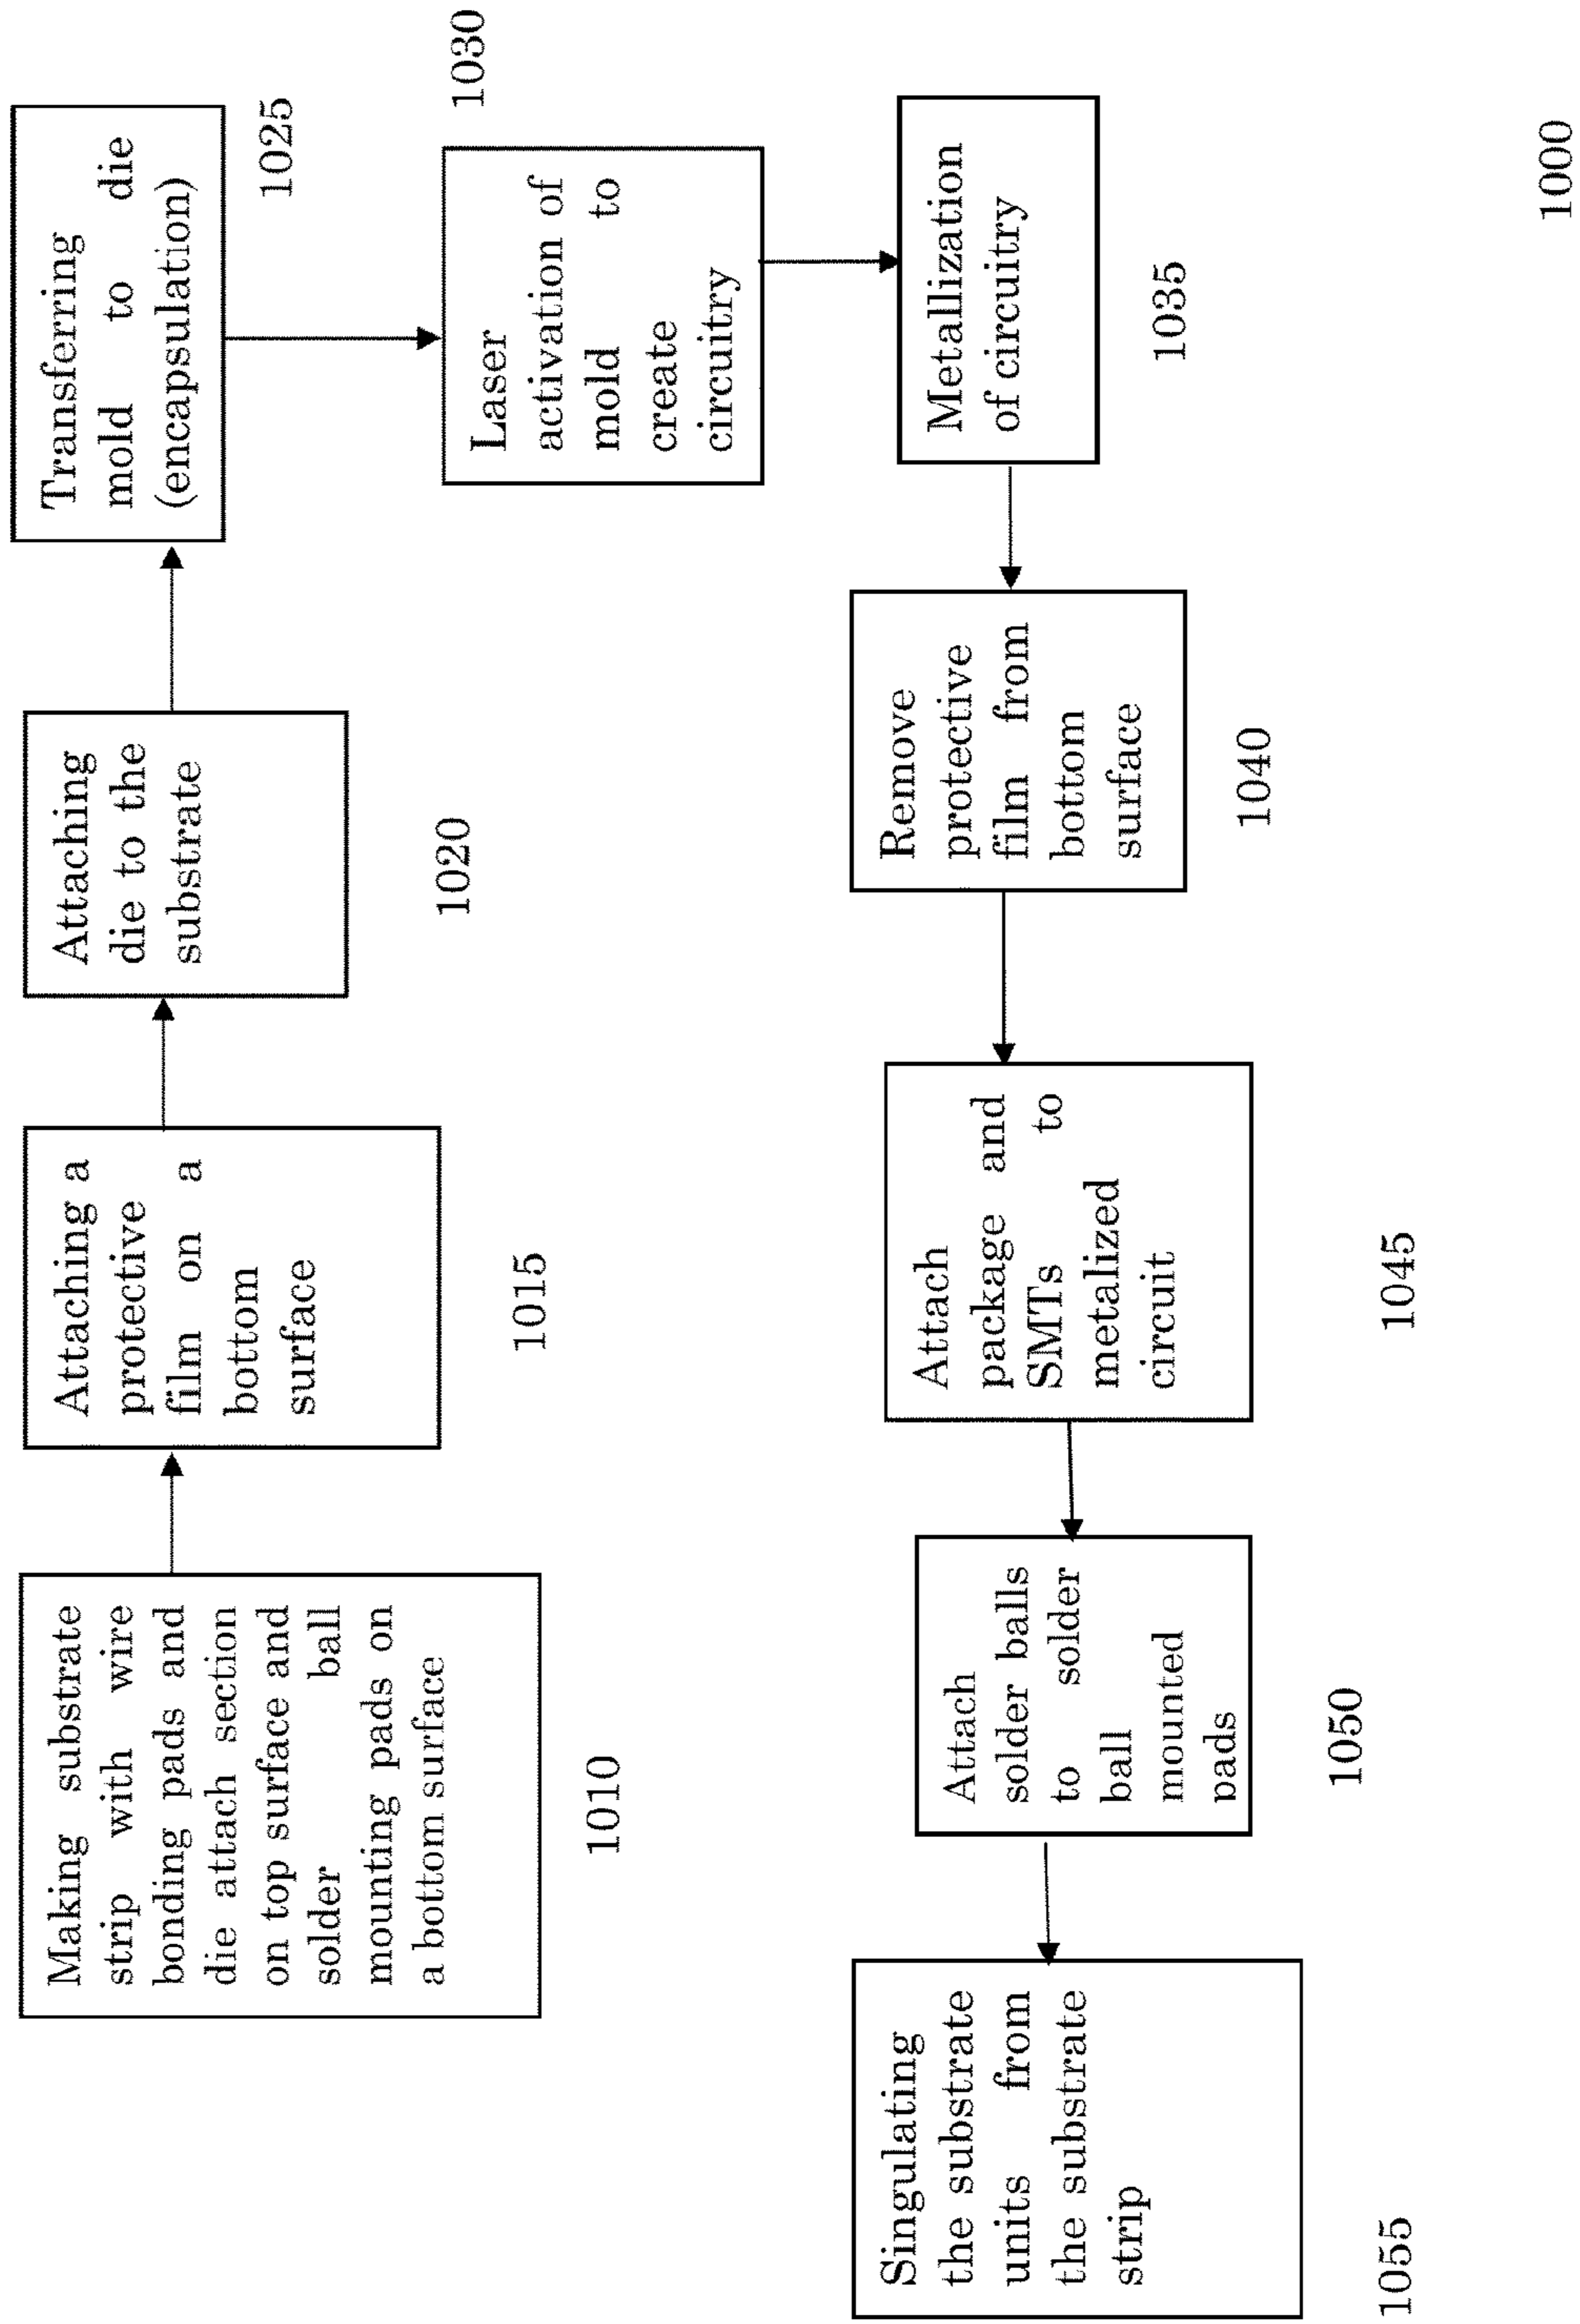 Making substrate
strip with wire
bonding pads and
die attach section
on top surface and
solder ball
mounting pads on
a bottom surface
1010
Attaching a
protective
film on a
bottom
surface
1015
Attaching
die to the
substrate
1020
Transferring
mold to die
(encapsulation)
1025
Laser
activation of
mold to
create
circuitry
1030
Metallization
of circuitry
1035
Remove
protective
film from
bottom
surface
1040
Attach
package and
SMTs to
metalized
circuit
1045
Attach
solder balls
to solder
ball
mounted
pads
1050
Singulating
the substrate
units from
the substrate
strip
1055
1000